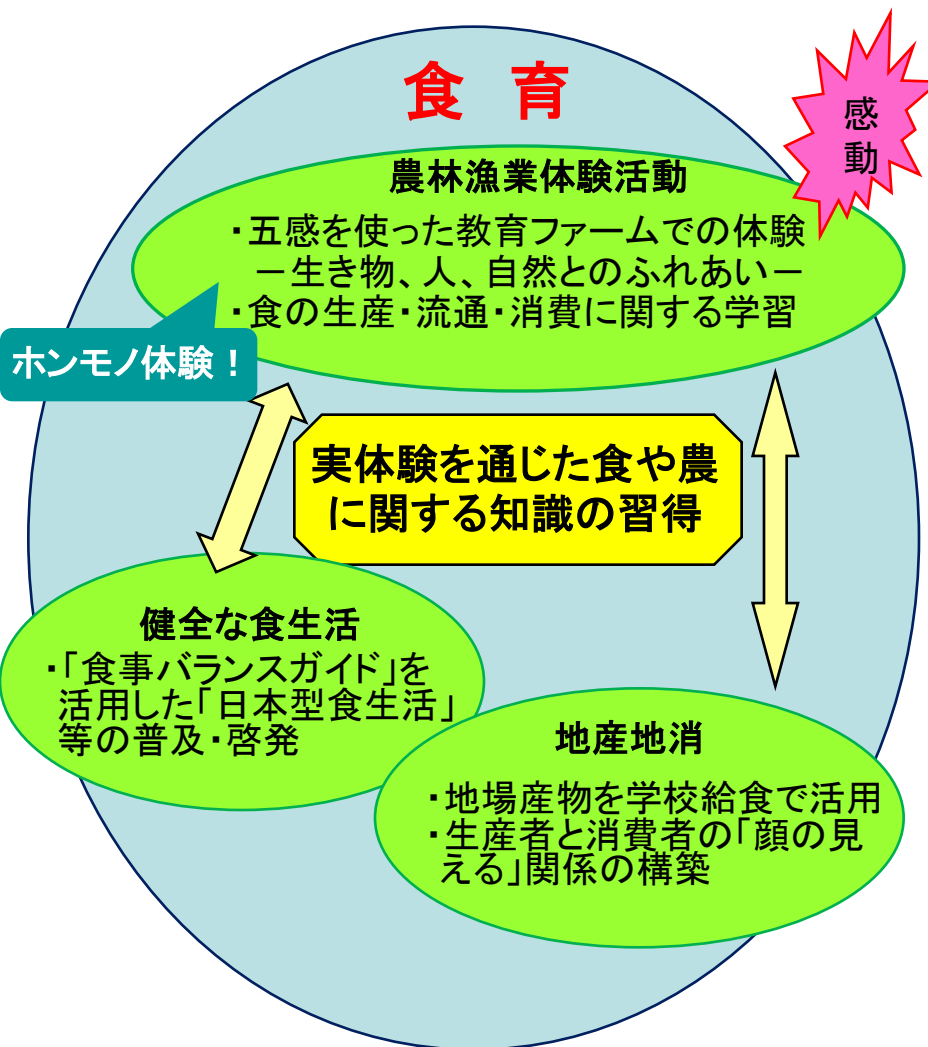 食 育
感
動
農林漁業体験活動
・五感を使った教育ファームでの体験
－生き物、人、自然とのふれあい－
・食の生産・流通・消費に関する学習
ホンモノ体験！
実体験を通じた食や農
に関する知識の習得
健全な食生活
・「食事バランスガイド」を
活用した「日本型食生活」
等の普及・啓発
地産地消
・地場産物を学校給食で活用
・生産者と消費者の「顔の見
える」関係の構築